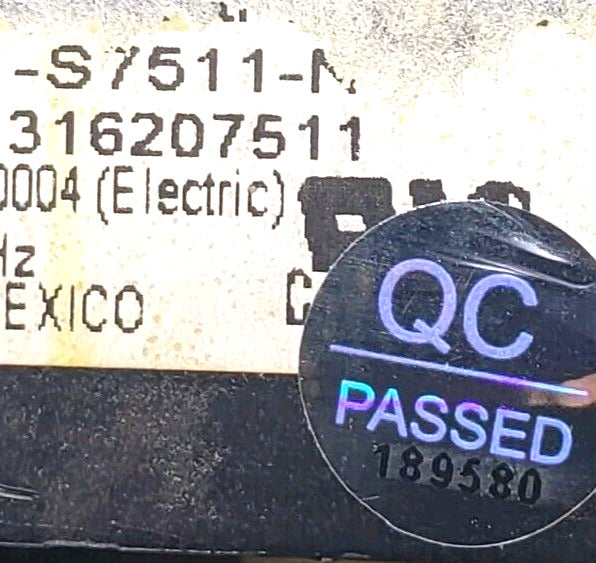 -S7511-N
316207511
0004 (Electric)
Hz
EXICO
QC
PASSED
189580